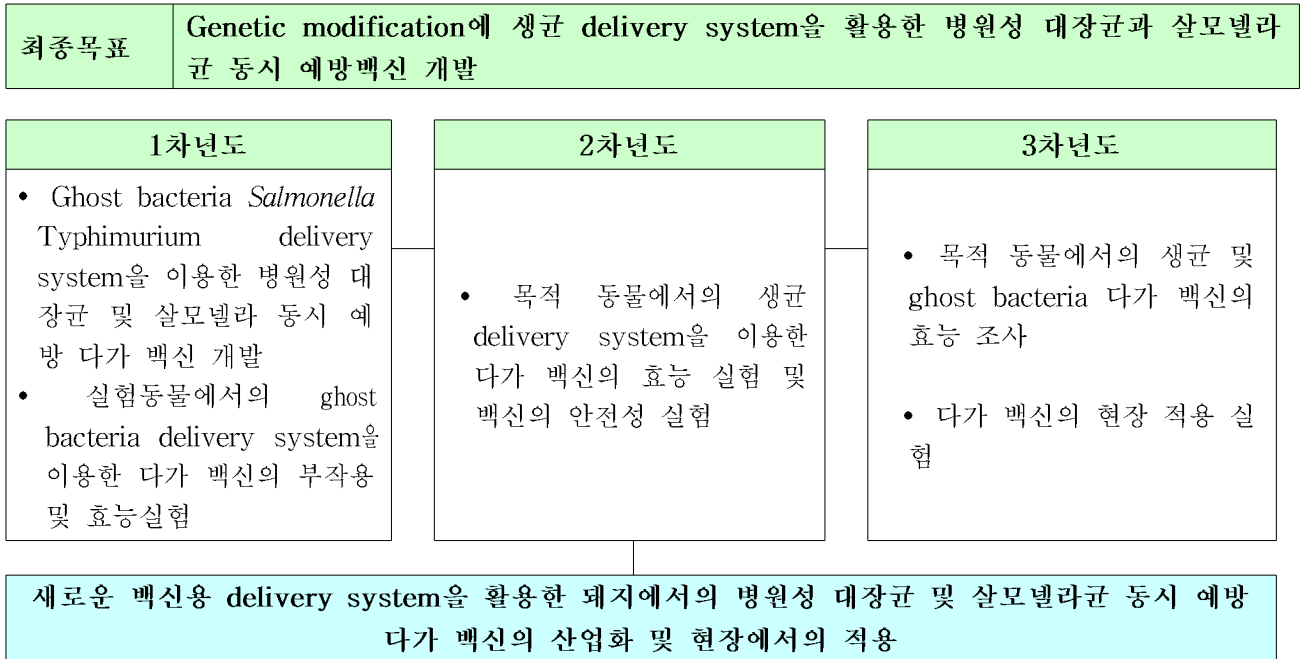 최종목표
Genetic modification에 생균 delivery system을 활용한 병원성 대장균과 살모넬라
균 동시 예방백신 개발
1차년도
• Ghost bacteria Salmonella
Typhimurium delivery
system을 이용한 병원성 대
장균 및 살모넬라 동시 예
방 다가 백신 개발
• 실험동물에서의 ghost
bacteria delivery system을
이용한 다가 백신의 부작용
및 효능실험
2차년도
• 목적 동물에서의 생균
delivery system을 이용한
다가 백신의 효능 실험 및
백신의 안전성 실험
3차년도
• 목적 동물에서의 생균 및
ghost bacteria 다가 백신의
효능 조사
• 다가 백신의 현장 적용 실
험
새로운 백신용 delivery system을 활용한 돼지에서의 병원성 대장균 및 살모넬라균 동시 예방
다가 백신의 산업화 및 현장에서의 적용